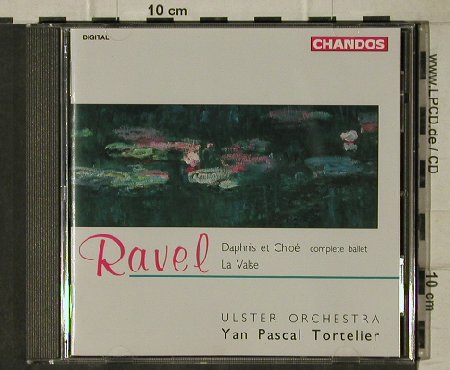 10 cm
DIGITAL
CHANDOS
www.LPCD.de / CD
Ravel
Daphnis et Choé complete ballet
La Valse
10 cm
ULSTER ORCHESTRA
Yan Pascal Tortelier